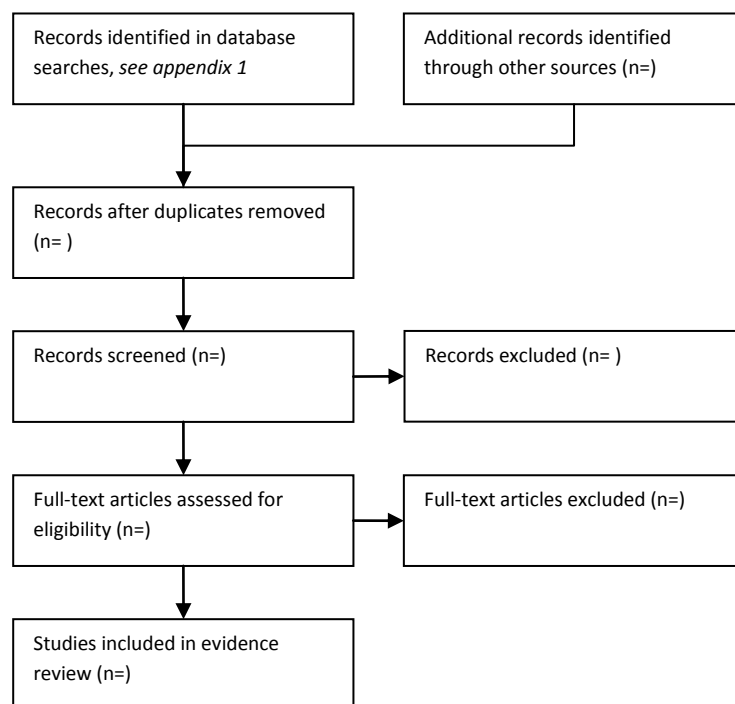 Records identified in database
searches, see appendix 1
Additional records identified
through other sources (n=)
Records after duplicates removed
(n= )
Records screened (n=)
Records excluded (n= )
Full-text articles assessed for
eligibility (n=)
Full-text articles excluded (n=)
Studies included in evidence
review (n=)